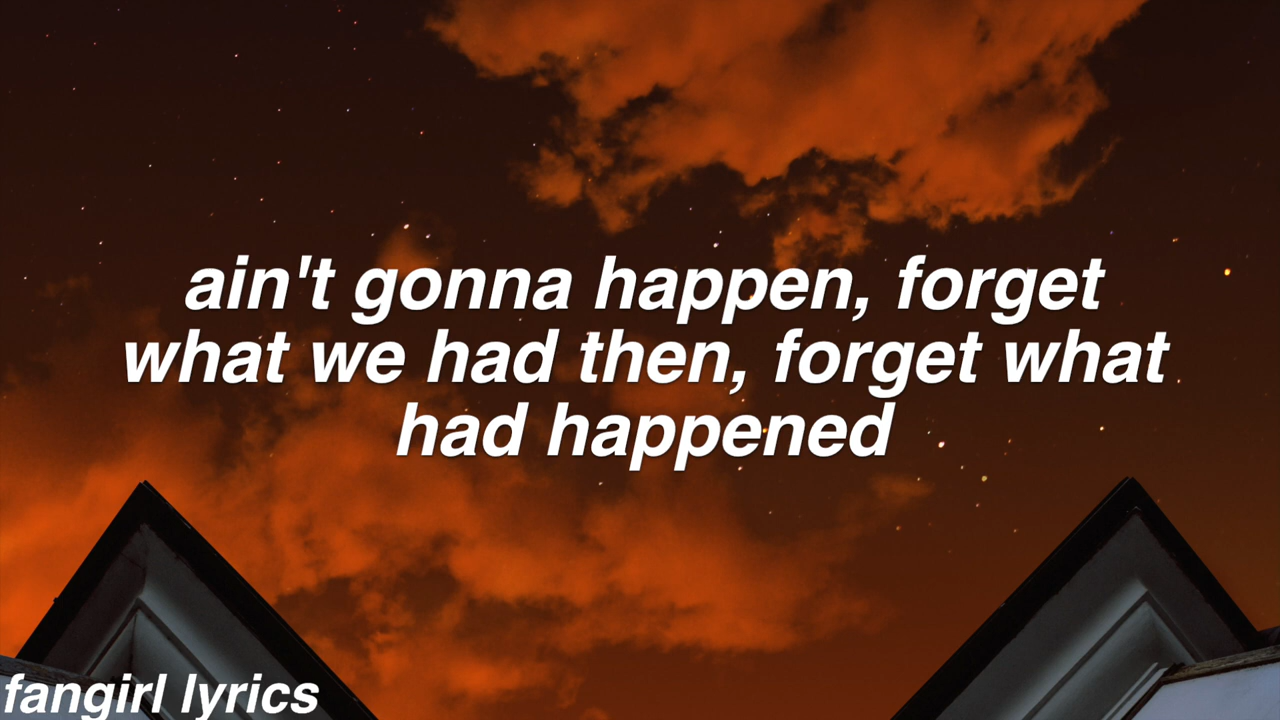 ain't gonna happen, forget
what we had then, forget what
had happened
fangirl lyrics